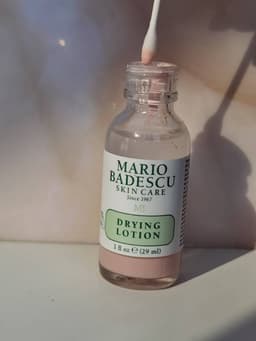 MARIO
BADESCU
SKIN CARE
Since 1967
DRYING
LOTION
1 fl oz ℮ (29 ml)